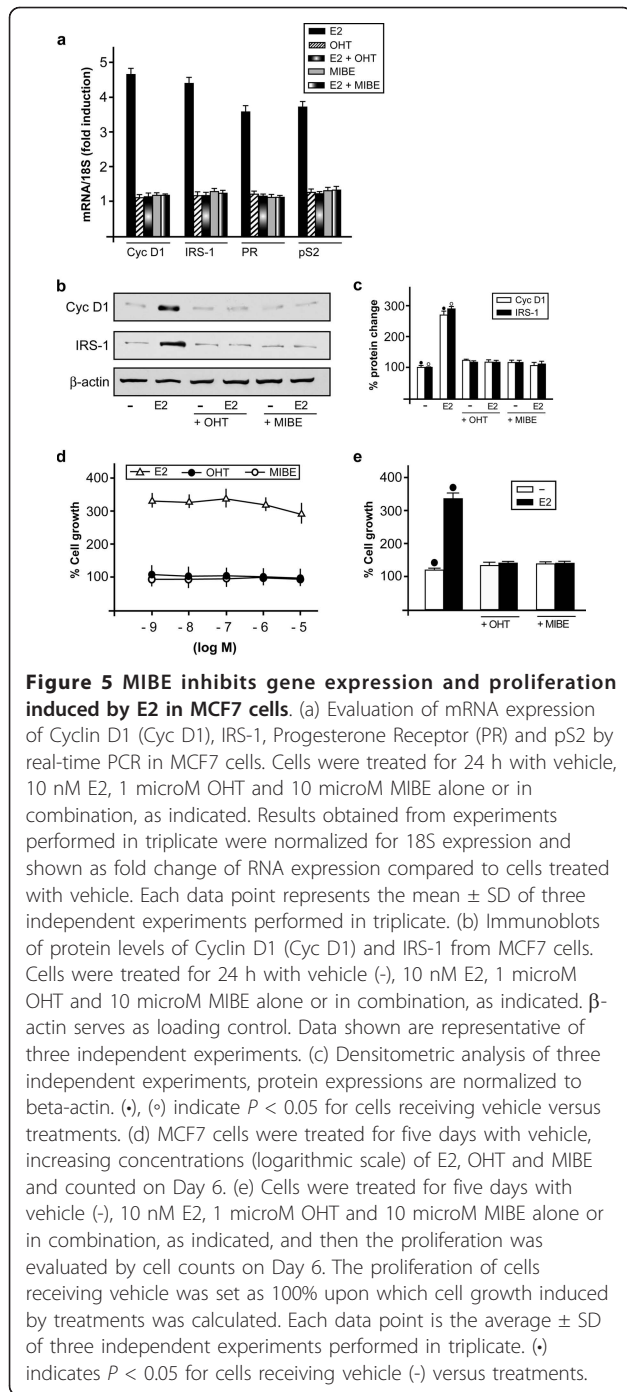 a
E2
OHT
E2 + OHT
MIBE
E2 + MIBE
mRNA/18S (fold induction)
4
3
2
1
Cyc D1
IRS-1
PR
pS2
b
Cyc D1
IRS-1
β-actin
– E2 – E2 – E2
+ OHT + MIBE
c
Cyc D1
IRS-1
% protein change
300
200
100
– E2 – E2 – E2
+ OHT + MIBE
d
E2 OHT MIBE
% Cell growth
400
300
200
100
- 9 - 8 - 7 - 6 - 5
(log M)
e
–
E2
% Cell growth
400
300
200
100
+ OHT + MIBE
Figure 5 MIBE inhibits gene expression and proliferation
induced by E2 in MCF7 cells. (a) Evaluation of mRNA expression
of Cyclin D1 (Cyc D1), IRS-1, Progesterone Receptor (PR) and pS2 by
real-time PCR in MCF7 cells. Cells were treated for 24 h with vehicle,
10 nM E2, 1 microM OHT and 10 microM MIBE alone or in
combination, as indicated. Results obtained from experiments
performed in triplicate were normalized for 18S expression and
shown as fold change of RNA expression compared to cells treated
with vehicle. Each data point represents the mean ± SD of three
independent experiments performed in triplicate. (b) Immunoblots
of protein levels of Cyclin D1 (Cyc D1) and IRS-1 from MCF7 cells.
Cells were treated for 24 h with vehicle (-), 10 nM E2, 1 microM
OHT and 10 microM MIBE alone or in combination, as indicated. β-
actin serves as loading control. Data shown are representative of
three independent experiments. (c) Densitometric analysis of three
independent experiments, protein expressions are normalized to
beta-actin. (•), (◦) indicate P < 0.05 for cells receiving vehicle versus
treatments. (d) MCF7 cells were treated for five days with vehicle,
increasing concentrations (logarithmic scale) of E2, OHT and MIBE
and counted on Day 6. (e) Cells were treated for five days with
vehicle (-), 10 nM E2, 1 microM OHT and 10 microM MIBE alone or
in combination, as indicated, and then the proliferation was
evaluated by cell counts on Day 6. The proliferation of cells
receiving vehicle was set as 100% upon which cell growth induced
by treatments was calculated. Each data point is the average ± SD
of three independent experiments performed in triplicate. (•)
indicates P < 0.05 for cells receiving vehicle (-) versus treatments.